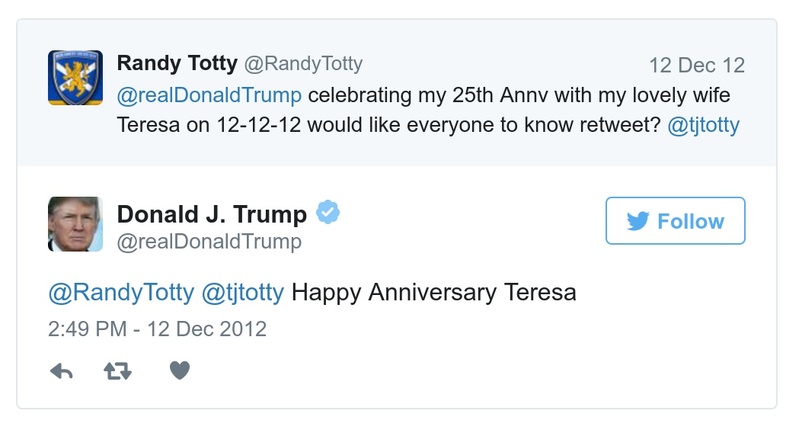 Randy Totty @RandyTotty 12 Dec 12
@realDonaldTrump celebrating my 25th Annv with my lovely wife
Teresa on 12-12-12 would like everyone to know retweet? @tjtotty
Donald J. Trump
Follow
@realDonaldTrump
@RandyTotty @tjtotty Happy Anniversary Teresa
2:49 PM - 12 Dec 2012